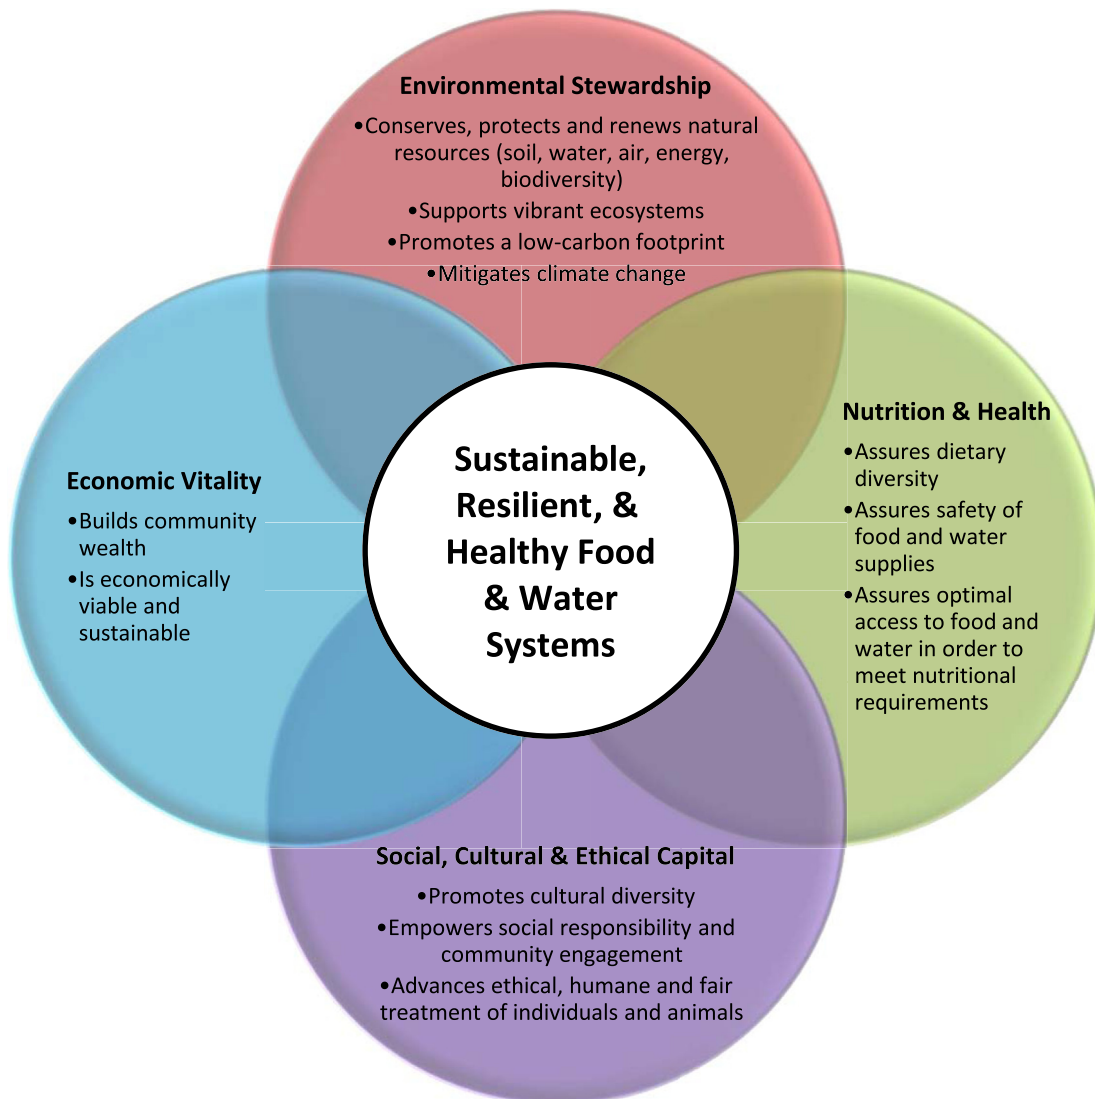 Environmental Stewardship
•Conserves, protects and renews natural
resources (soil, water, air, energy,
biodiversity)
•Supports vibrant ecosystems
•Promotes a low-carbon footprint
•Mitigates climate change
Nutrition & Health
•Assures dietary
diversity
•Assures safety of
food and water
supplies
•Assures optimal
access to food and
water in order to
meet nutritional
requirements
Sustainable,
Resilient, &
Healthy Food
& Water
Systems
Economic Vitality
•Builds community
wealth
•Is economically
viable and
sustainable
Social, Cultural & Ethical Capital
•Promotes cultural diversity
•Empowers social responsibility and
community engagement
•Advances ethical, humane and fair
treatment of individuals and animals